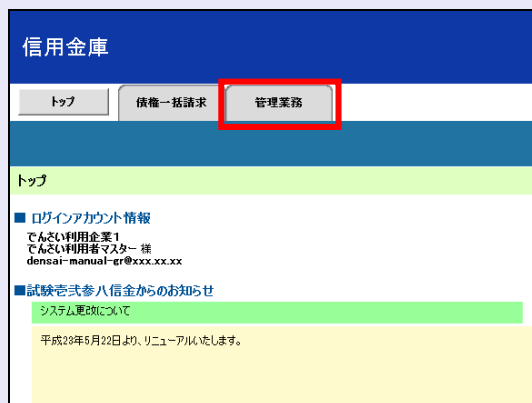 信用金庫
トップ 債権一括請求 管理業務
トップ
■ ログインアカウント情報
でんさい利用企業1
でんさい利用者マスター 様
densai-manual-gr@xxx.xx.xx
■試験壱弐参八信金からのお知らせ
システム更改について
平成23年5月22日より、リニューアルいたします。